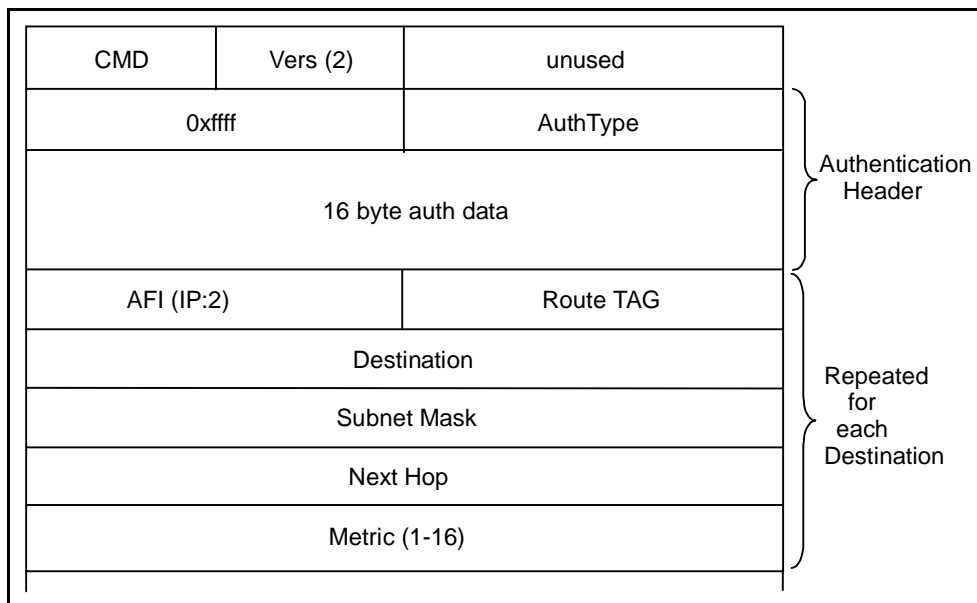 CMD Vers (2) unused
0xffff AuthType
16 byte auth data
Authentication
Header
AFI (IP:2) Route TAG
Destination
Subnet Mask
Next Hop
Metric (1-16)
Repeated
for
each
Destination